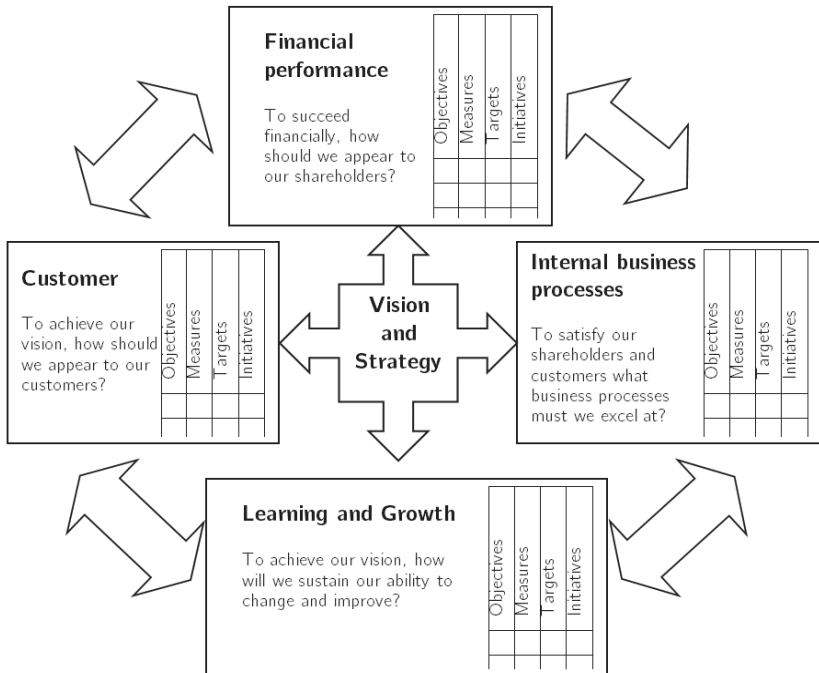 Financial
performance
To succeed
financially, how
should we appear to
our shareholders?
Objectives
Measures
Targets
Initiatives
Customer
To achieve our
vision, how should
we appear to our
customers?
Objectives
Measures
Targets
Initiatives
Vision
and
Strategy
Internal business
processes
To satisfy our
shareholders and
customers what
business processes
must we excel at?
Objectives
Measures
Targets
Initiatives
Learning and Growth
To achieve our vision, how
will we sustain our ability to
change and improve?
Objectives
Measures
Targets
Initiatives